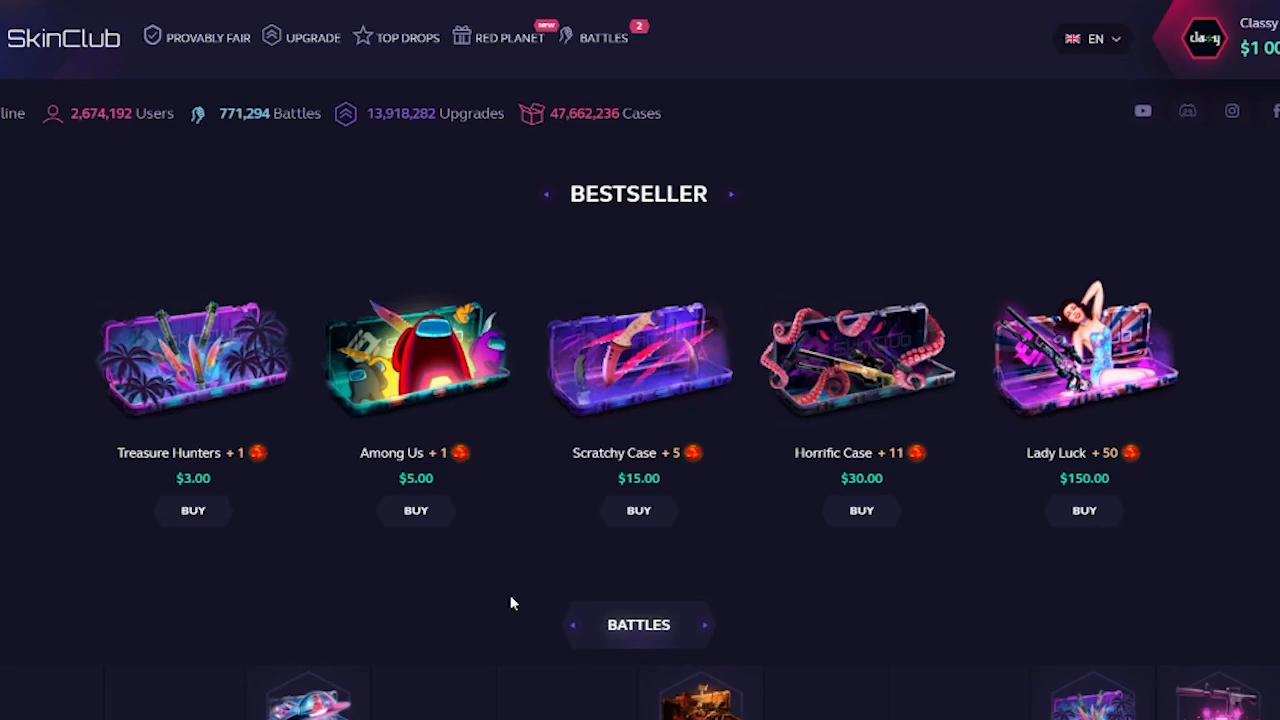 SkinClub
PROVABLY FAIR
UPGRADE
TOP DROPS
RED PLANET
NEW
BATTLES
2
EN
Classy
$1 00
classy
line
2,674,192 Users
771,294 Battles
13,918,282 Upgrades
47,662,236 Cases
BESTSELLER
Treasure Hunters + 1
$3.00
BUY
Among Us + 1
$5.00
BUY
Scratchy Case + 5
$15.00
BUY
Horrific Case + 11
$30.00
BUY
Lady Luck + 50
$150.00
BUY
BATTLES